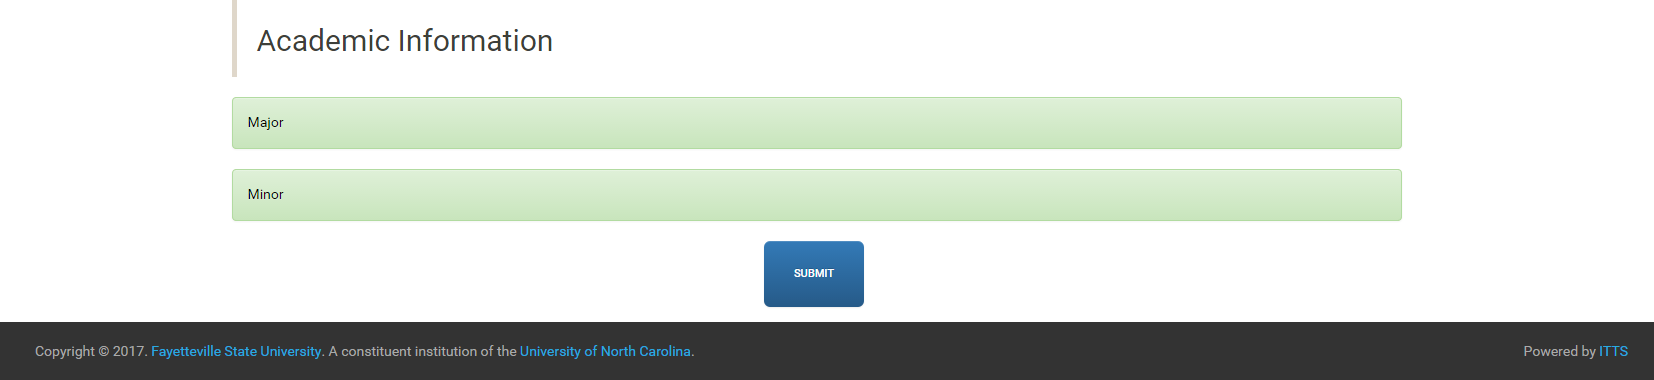 Academic Information
Major
Minor
SUBMIT
Copyright © 2017. Fayetteville State University. A constituent institution of the University of North Carolina.
Powered by ITTS